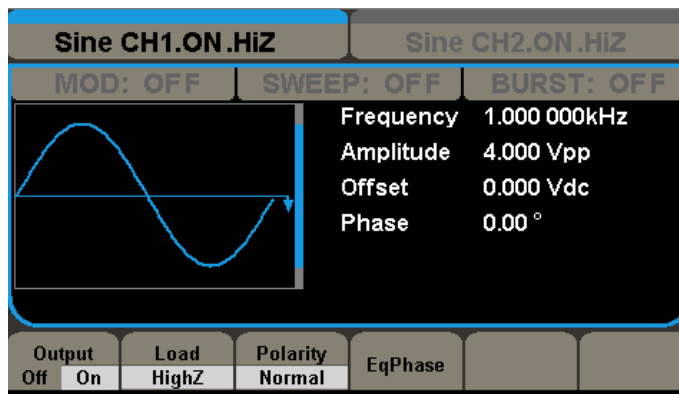 Sine CH1.ON.HiZ
Sine CH2.ON.HiZ
MOD: OFF
SWEEP: OFF
BURST: OFF
Frequency 1.000 000kHz
Amplitude 4.000 Vpp
Offset 0.000 Vdc
Phase 0.00 °
Output
Off On
Load
HighZ
Polarity
Normal
EqPhase